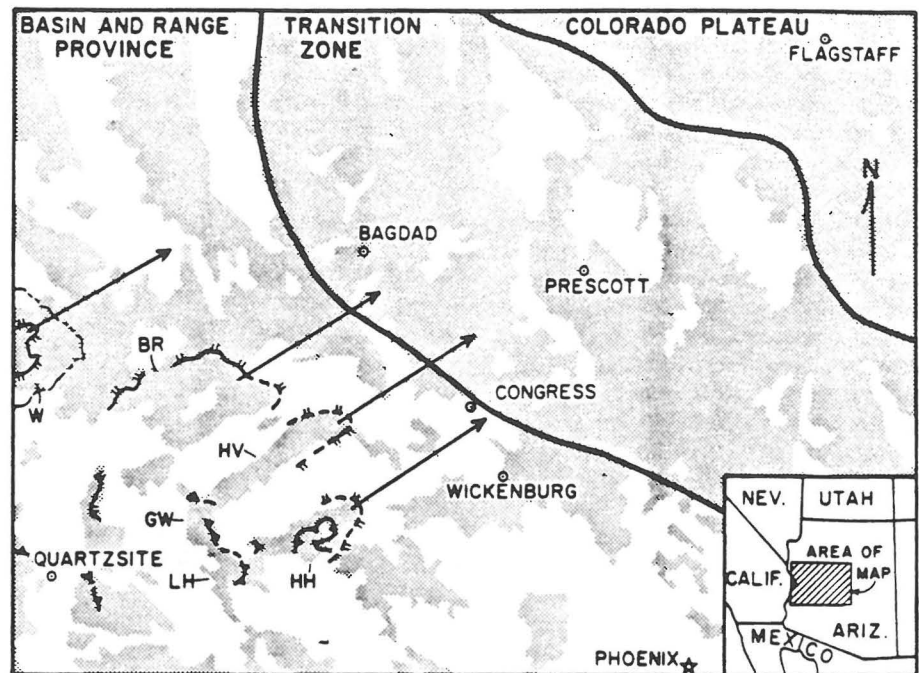 BASIN AND RANGE
PROVINCE
TRANSITION
ZONE
COLORADO PLATEAU
FLAGSTAFF
N
BAGDAD
PRESCOTT
BR
W
CONGRESS
HV
WICKENBURG
GW
QUARTZSITE
LH
HH
PHOENIX
NEV.
UTAH
AREA OF
MAP
CALIF.
ARIZ.
MEXICO